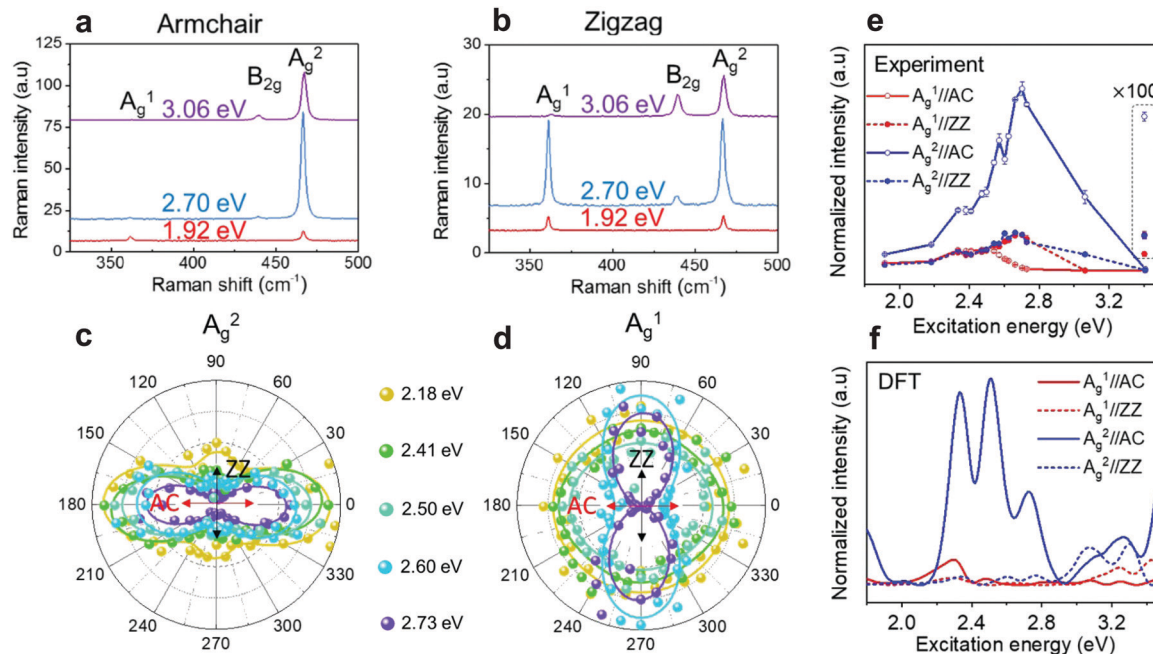 a
Armchair
Raman intensity (a.u)
125
100
75
50
25
0
A_g^1
B_2g
A_g^2
3.06 eV
2.70 eV
1.92 eV
350
400
450
500
Raman shift (cm⁻¹)
b
Zigzag
Raman intensity (a.u)
30
20
10
0
A_g^1
B_2g
A_g^2
3.06 eV
2.70 eV
1.92 eV
350
400
450
500
Raman shift (cm⁻¹)
e
Normalized intensity (a.u)
Experiment
A_g^1//AC
A_g^1//ZZ
A_g^2//AC
A_g^2//ZZ
×100
2.0
2.4
2.8
3.2
Excitation energy (eV)
c
A_g^2
90
60
30
0
330
300
270
240
210
180
150
120
ZZ
AC
2.18 eV
2.41 eV
2.50 eV
2.60 eV
2.73 eV
d
A_g^1
90
60
30
0
330
300
270
240
210
180
150
120
ZZ
AC
f
Normalized intensity (a.u)
DFT
A_g^1//AC
A_g^1//ZZ
A_g^2//AC
A_g^2//ZZ
2.0
2.4
2.8
3.2
Excitation energy (eV)